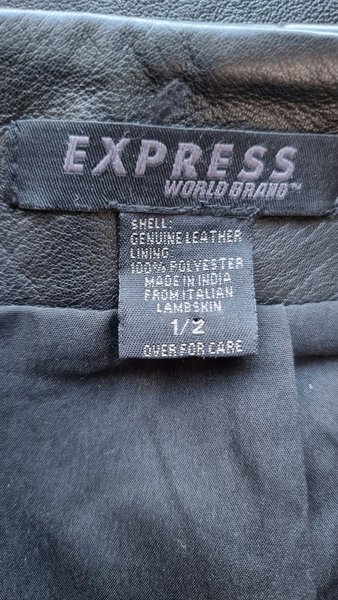 EXPRESS
WORLD BRAND™
SHELL:
GENUINE LEATHER
LINING
100% POLYESTER
MADE IN INDIA
FROM ITALIAN
LAMBSKIN
1/2
OVER FOR CARE